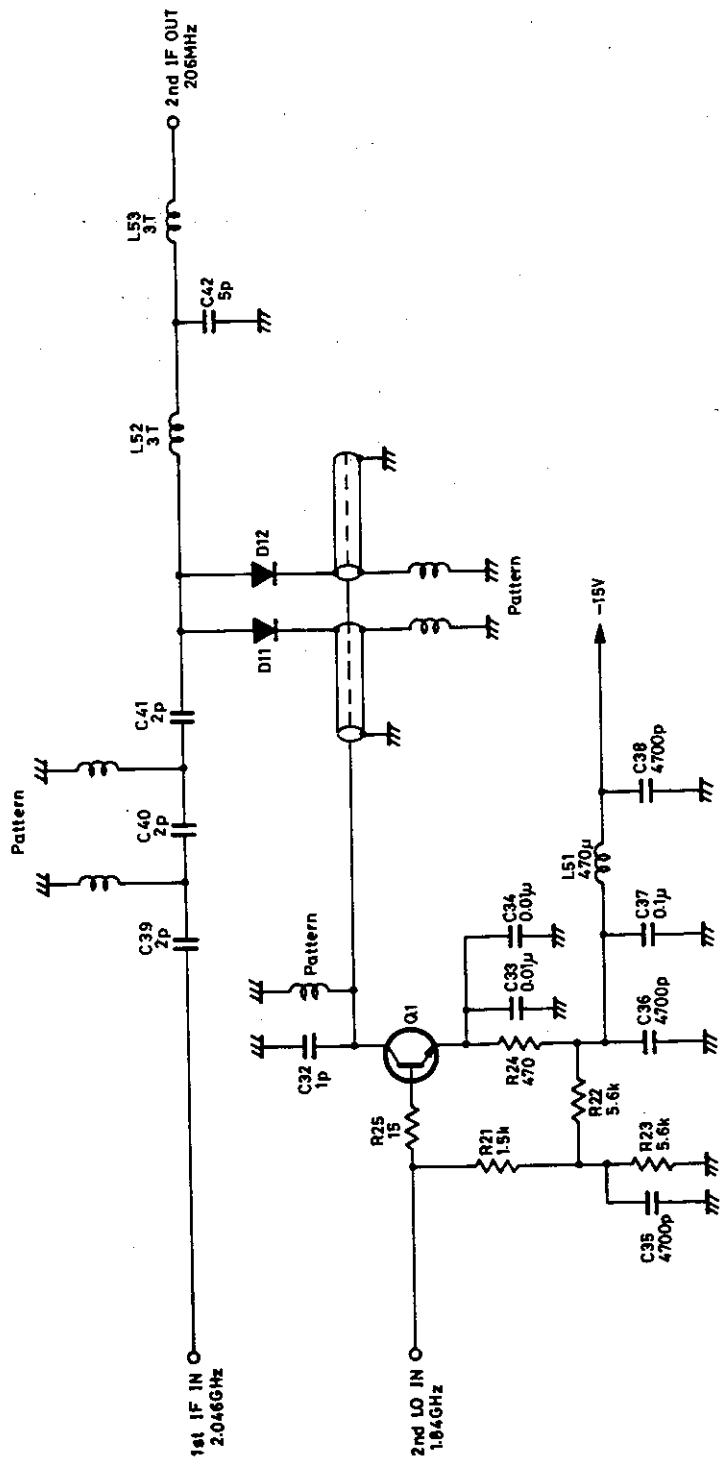 1st IF IN
2.046GHz
C39
2p
C40
2p
Pattern
C41
2p
L52
3T
C42
5p
L53
3T
2nd IF OUT
206MHz
D11
D12
Pattern
2nd LO IN
1.84GHz
R25
15
C32
1p
Pattern
Q1
R21
1.5k
R24
470
C33
0.01μ
C34
0.01μ
R22
5.6k
C35
4700p
R23
5.6k
C36
4700p
C37
0.1μ
L51
470μ
C38
4700p
-15V